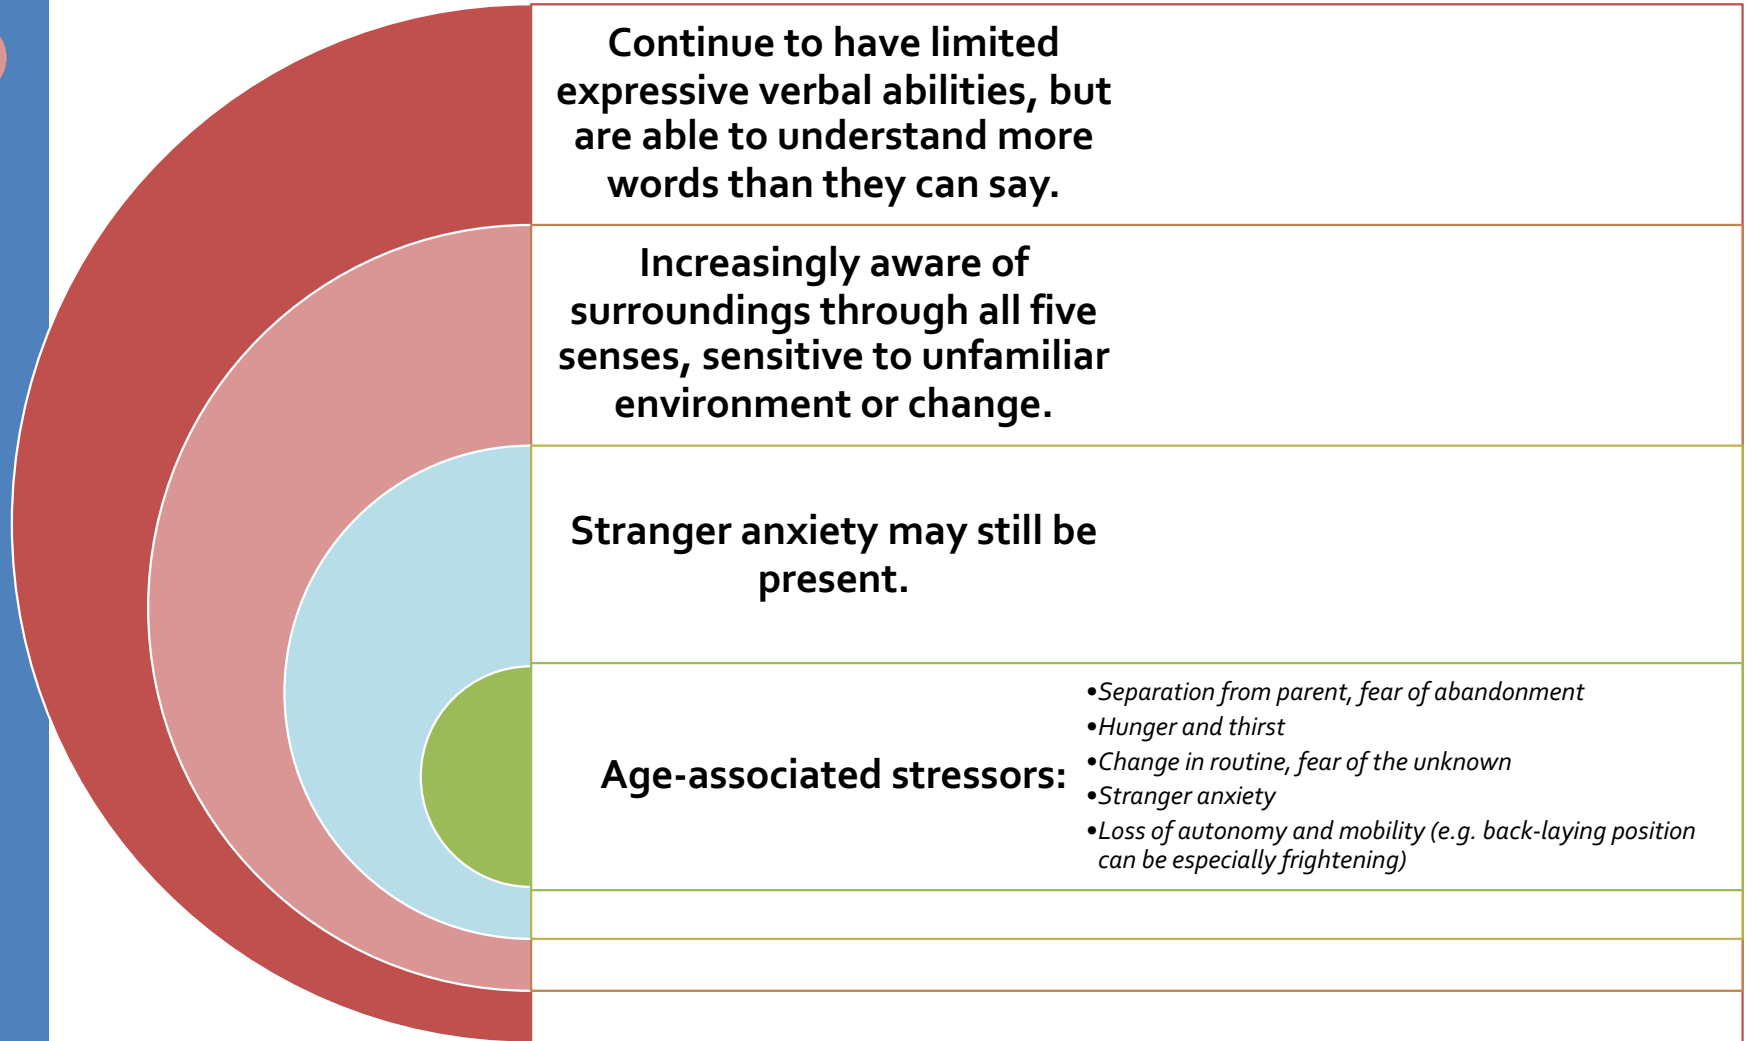 Continue to have limited
expressive verbal abilities, but
are able to understand more
words than they can say.
Increasingly aware of
surroundings through all five
senses, sensitive to unfamiliar
environment or change.
Stranger anxiety may still be
present.
Age-associated stressors:
•Separation from parent, fear of abandonment
•Hunger and thirst
•Change in routine, fear of the unknown
•Stranger anxiety
•Loss of autonomy and mobility (e.g. back-laying position
can be especially frightening)